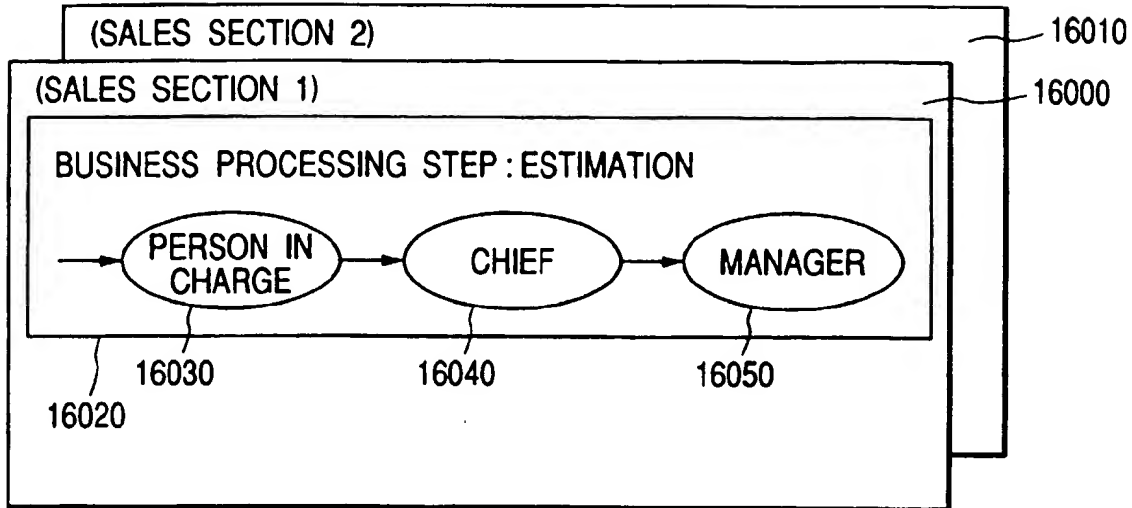 (SALES SECTION 2)
16010
(SALES SECTION 1)
16000
BUSINESS PROCESSING STEP : ESTIMATION
PERSON IN
CHARGE
CHIEF
MANAGER
16030
16040
16050
16020